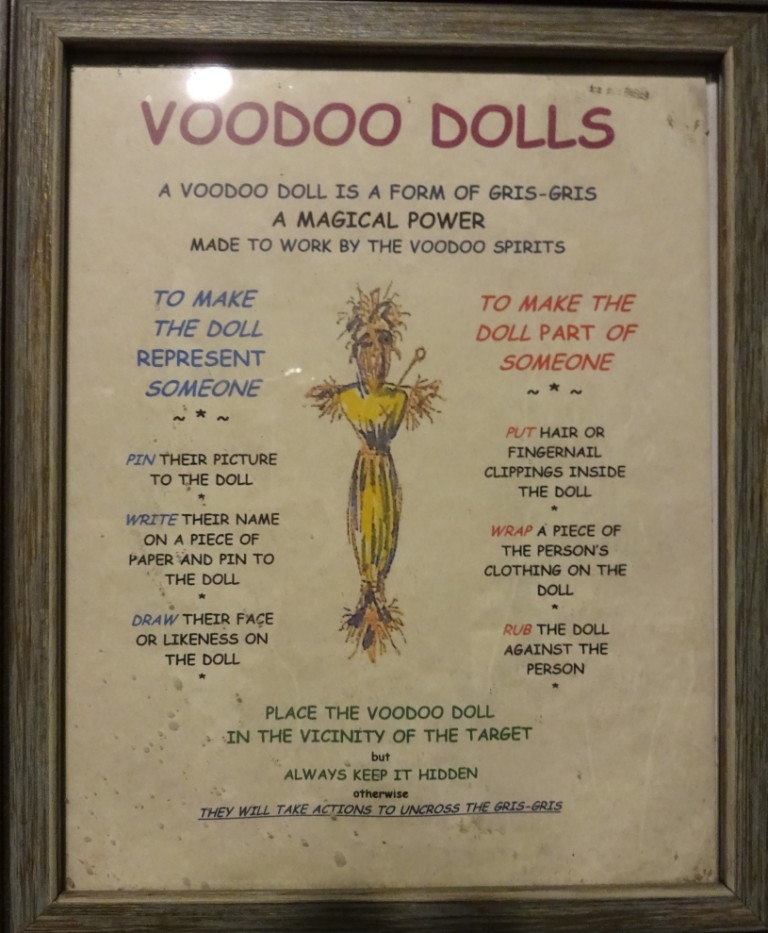 VOODOO DOLLS
A VOODOO DOLL IS A FORM OF GRIS-GRIS
A MAGICAL POWER
MADE TO WORK BY THE VOODOO SPIRITS
TO MAKE
THE DOLL
REPRESENT
SOMEONE
~ * ~
PIN THEIR PICTURE
TO THE DOLL
*
WRITE THEIR NAME
ON A PIECE OF
PAPER AND PIN TO
THE DOLL
*
DRAW THEIR FACE
OR LIKENESS ON
THE DOLL
*
TO MAKE THE
DOLL PART OF
SOMEONE
~ * ~
PUT HAIR OR
FINGERNAIL
CLIPPINGS INSIDE
THE DOLL
*
WRAP A PIECE OF
THE PERSON'S
CLOTHING ON THE
DOLL
*
RUB THE DOLL
AGAINST THE
PERSON
*
PLACE THE VOODOO DOLL
IN THE VICINITY OF THE TARGET
but
ALWAYS KEEP IT HIDDEN
otherwise
THEY WILL TAKE ACTIONS TO UNCROSS THE GRIS-GRIS